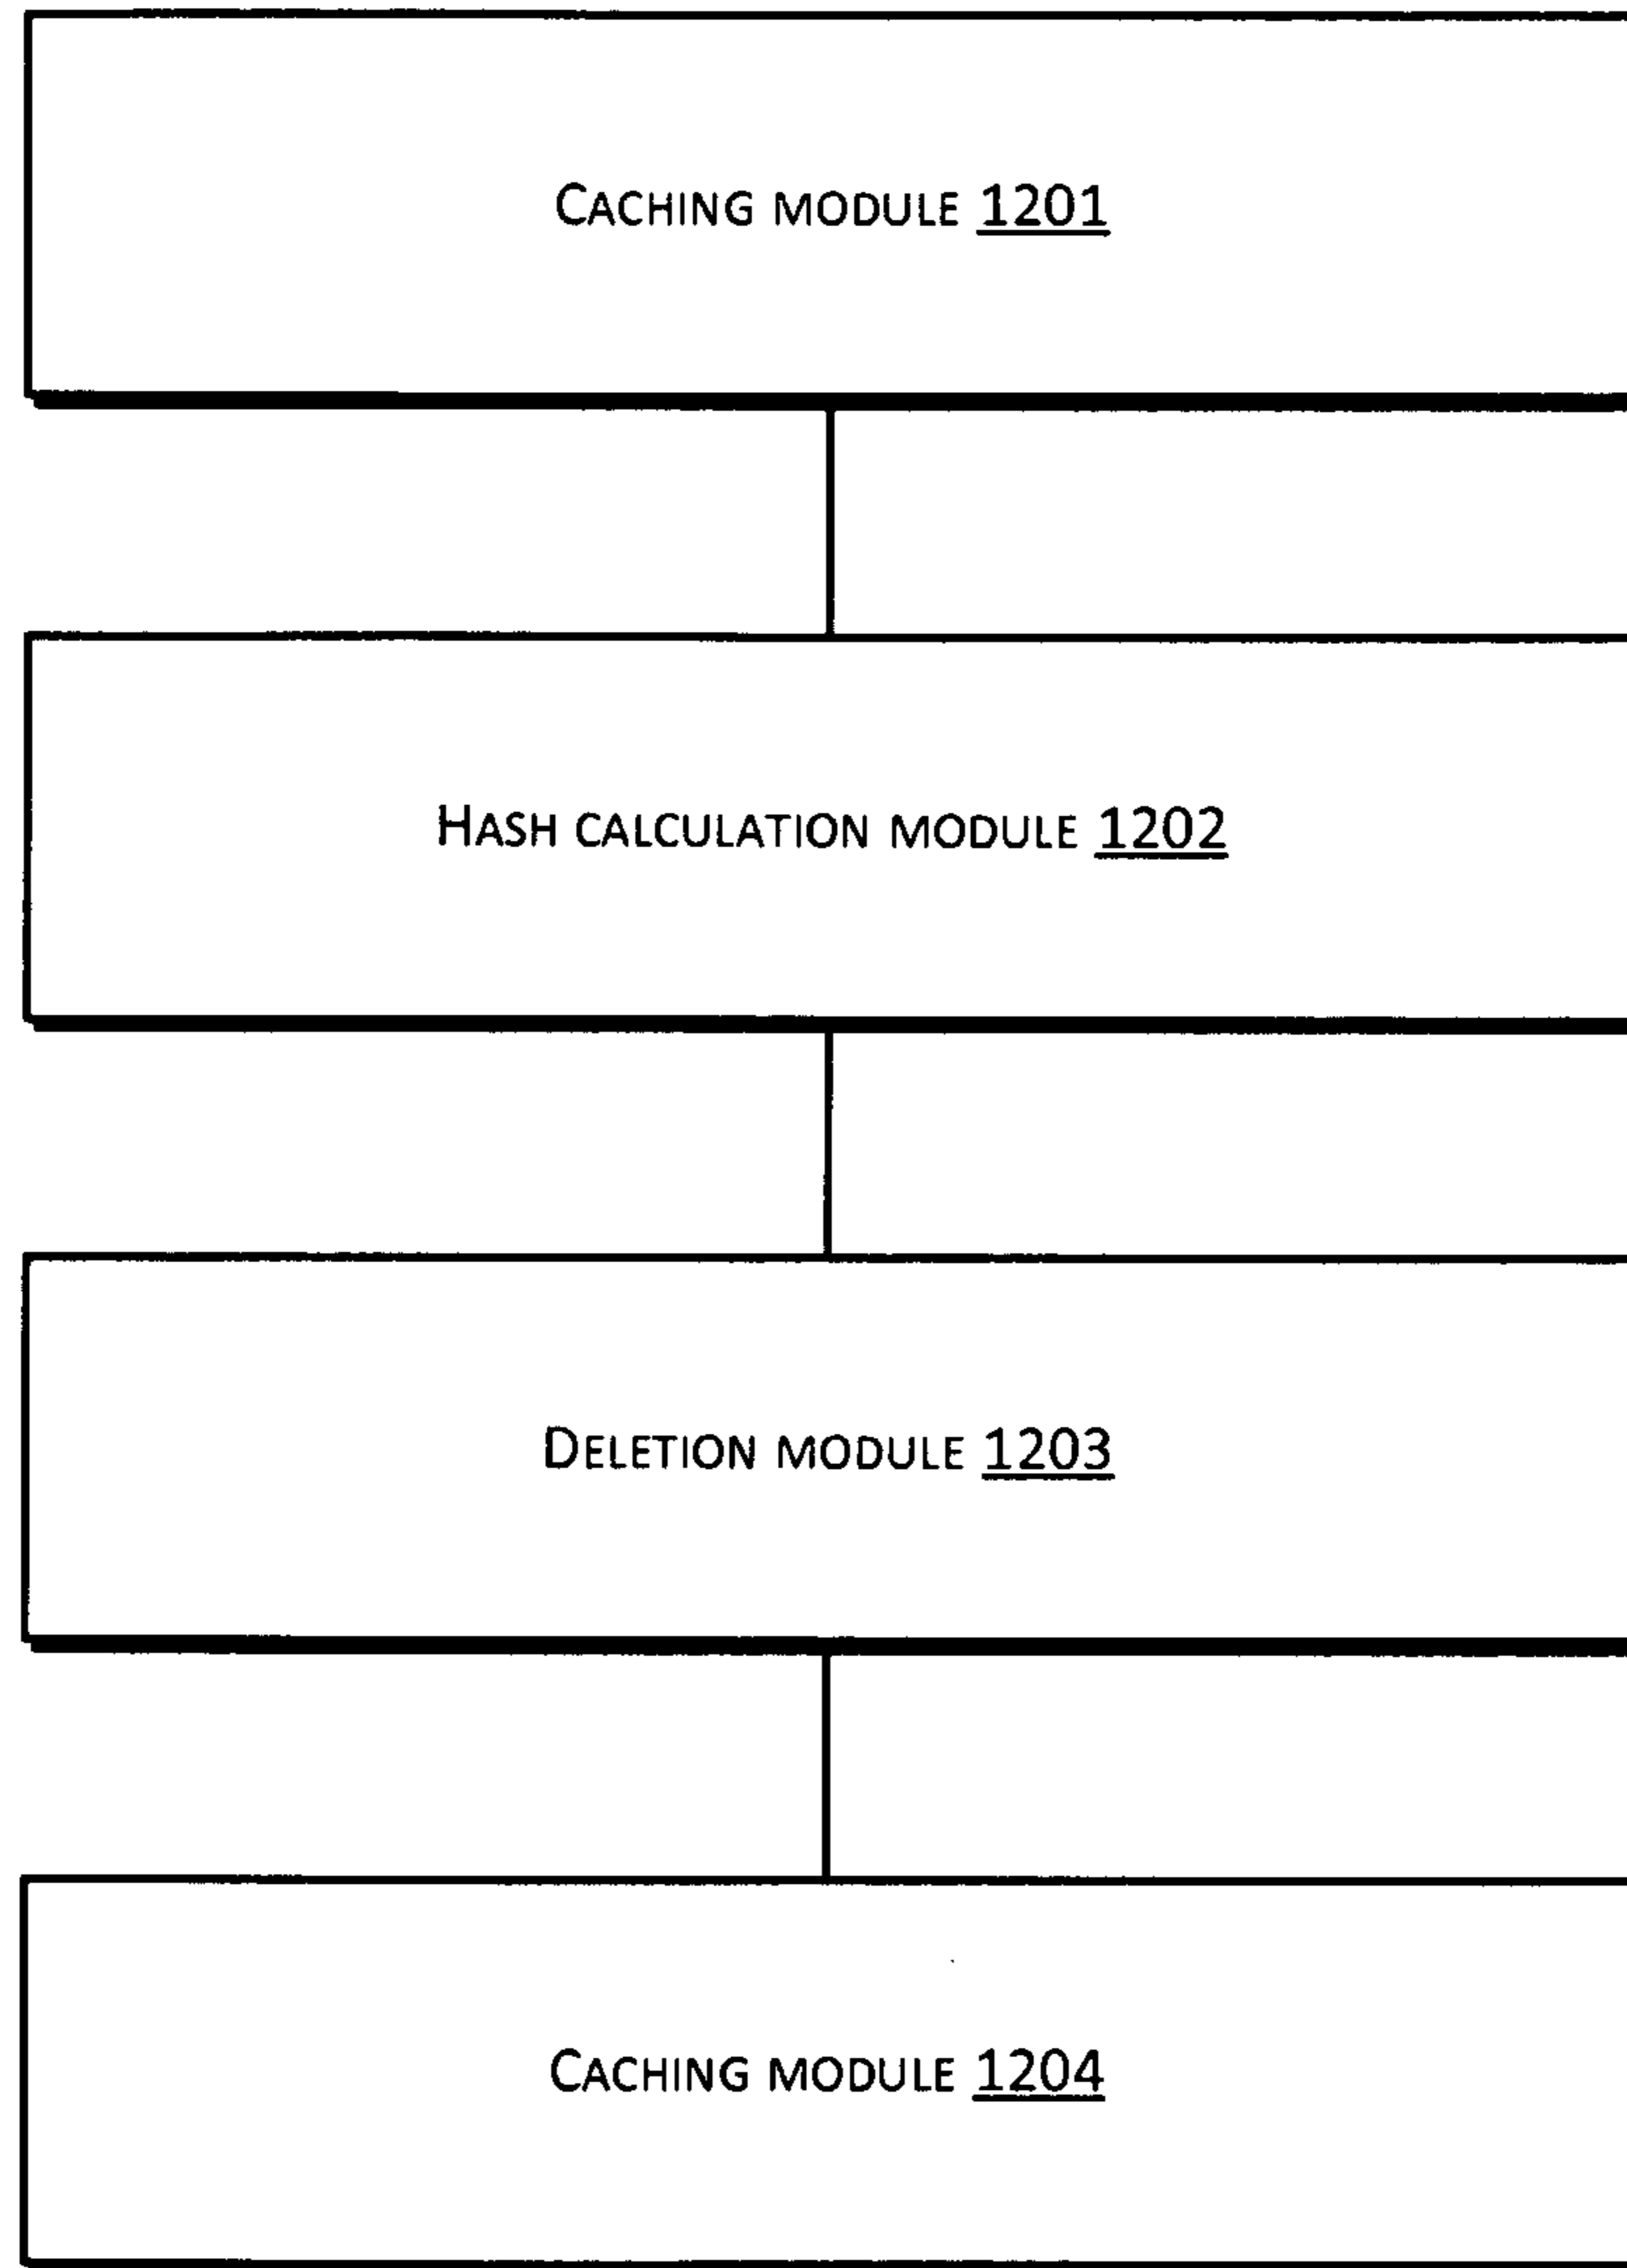 Caching module 1201
Hash calculation module 1202
Deletion module 1203
Caching module 1204